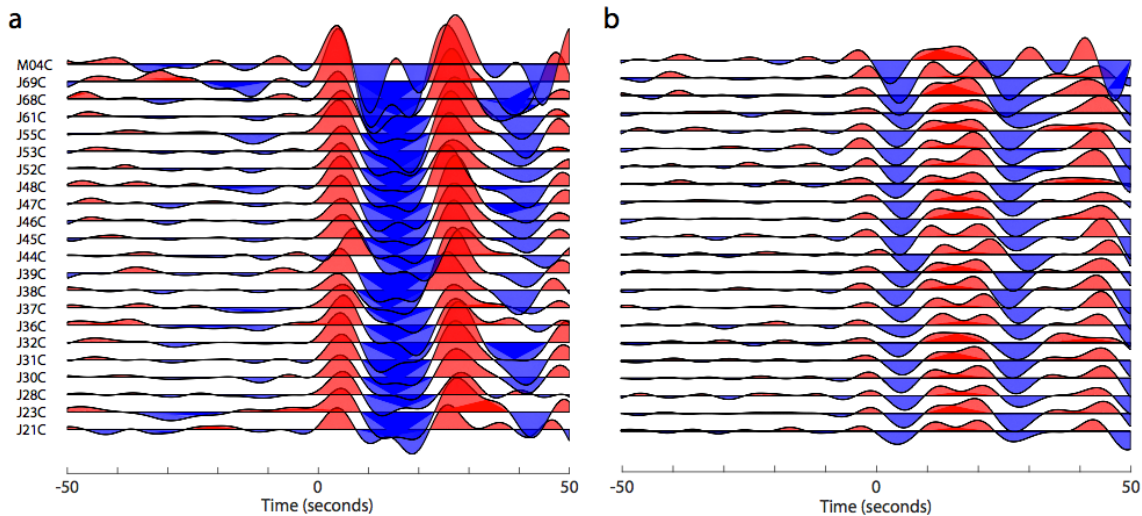 a
b
M04C
J69C
J68C
J61C
J55C
J53C
J52C
J48C
J47C
J46C
J45C
J44C
J39C
J38C
J37C
J36C
J32C
J31C
J30C
J28C
J23C
J21C
-50 0 50
Time (seconds)
-50 0 50
Time (seconds)